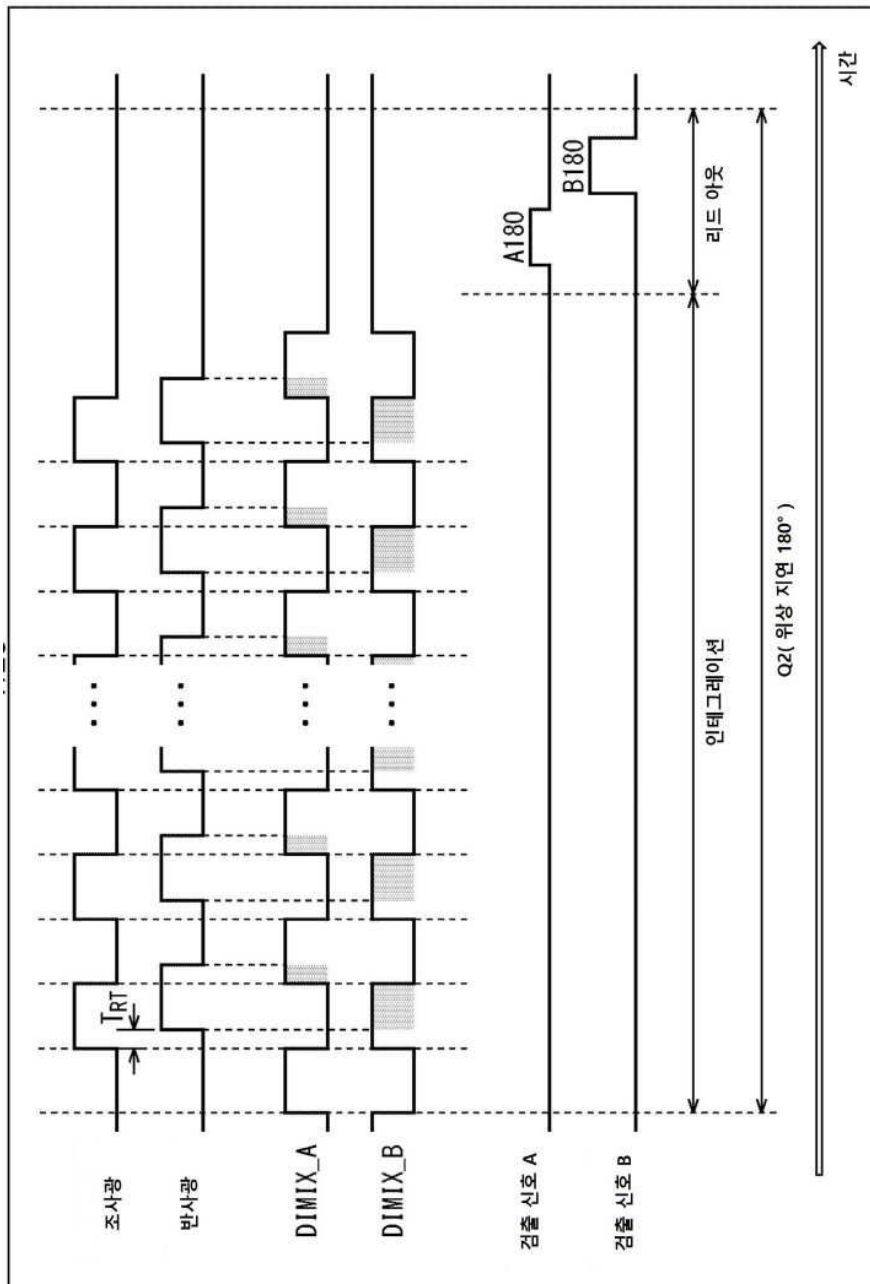 조사광
반사광
DIMIX_A
DIMIX_B
검출 신호 A
검출 신호 B
TRT
...
...
...
...
A180
B180
인테그레이션
리드 아웃
Q2( 위상 지연 180° )
시간